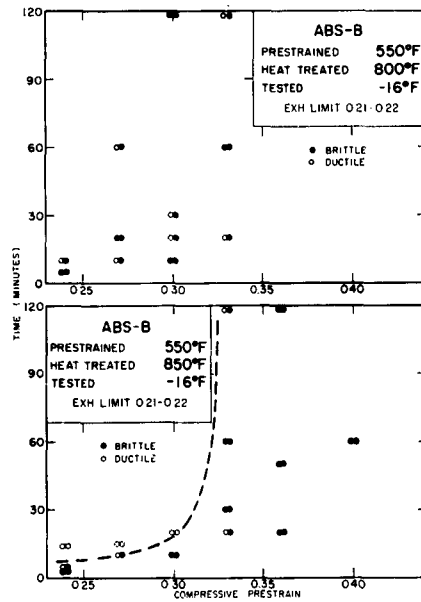 120
90
60
30
0
ABS-B
PRESTRAINED 550°F
HEAT TREATED 800°F
TESTED -16°F
EXH LIMIT 0 21-0 22
● BRITTLE
○ DUCTILE
0.25 0.30 0.35 0.40
TIME (MINUTES)
120
90
60
30
0
ABS-B
PRESTRAINED 550°F
HEAT TREATED 850°F
TESTED -16°F
EXH LIMIT 0 21-0 22
● BRITTLE
○ DUCTILE
0.25 0.30 0.35 0.40
COMPRESSIVE PRESTRAIN